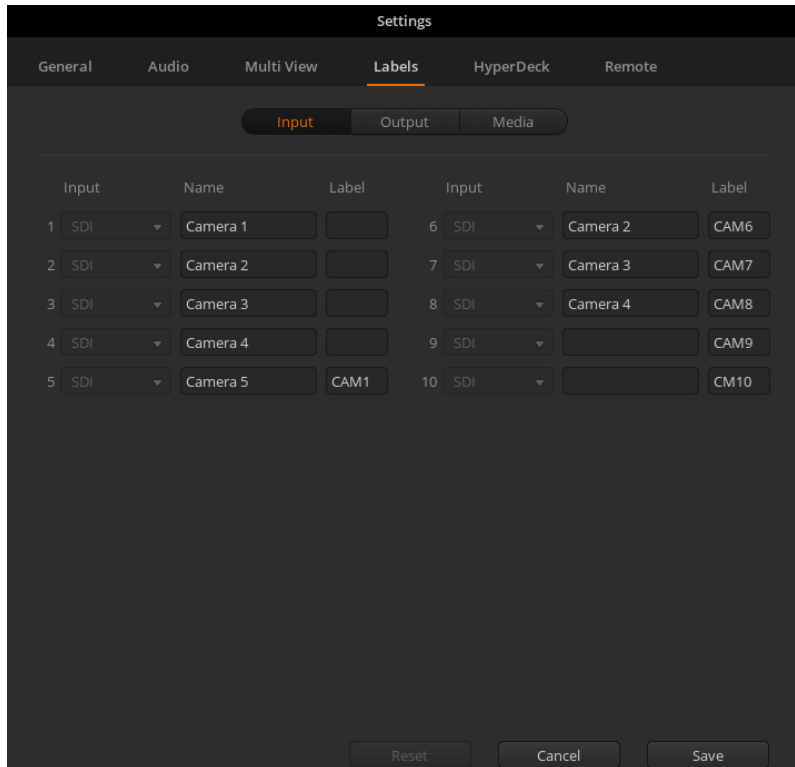 Settings
General Audio Multi View Labels HyperDeck Remote
Input Output Media
Input Name Label Input Name Label
1 SDI Camera 1 6 SDI Camera 2 CAM6
2 SDI Camera 2 7 SDI Camera 3 CAM7
3 SDI Camera 3 8 SDI Camera 4 CAM8
4 SDI Camera 4 9 SDI CAM9
5 SDI Camera 5 CAM1 10 SDI CM10
Reset Cancel Save